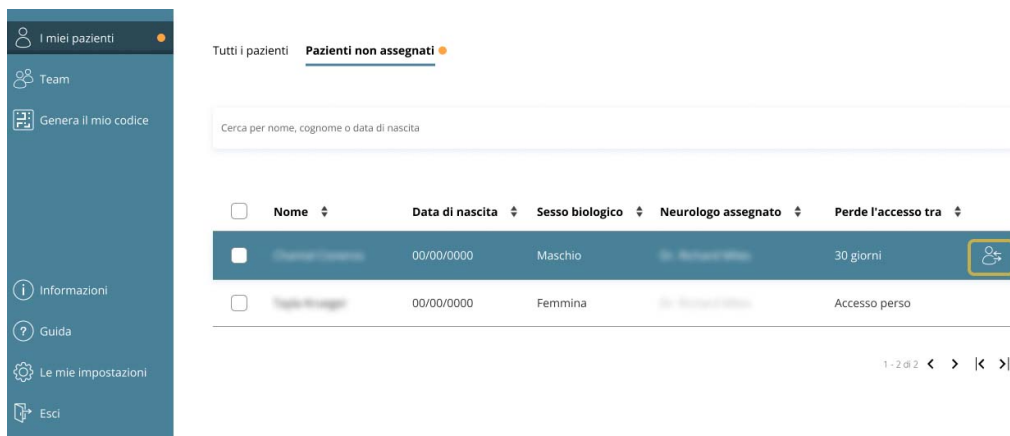 I miei pazienti
Team
Genera il mio codice
Informazioni
Guida
Le mie impostazioni
Esci
Tutti i pazienti Pazienti non assegnati
Cerca per nome, cognome o data di nascita
Nome Data di nascita Sesso biologico Neurologo assegnato Perde l'accesso tra
00/00/0000 Maschio 30 giorni
00/00/0000 Femmina Accesso perso
1 - 2 di 2